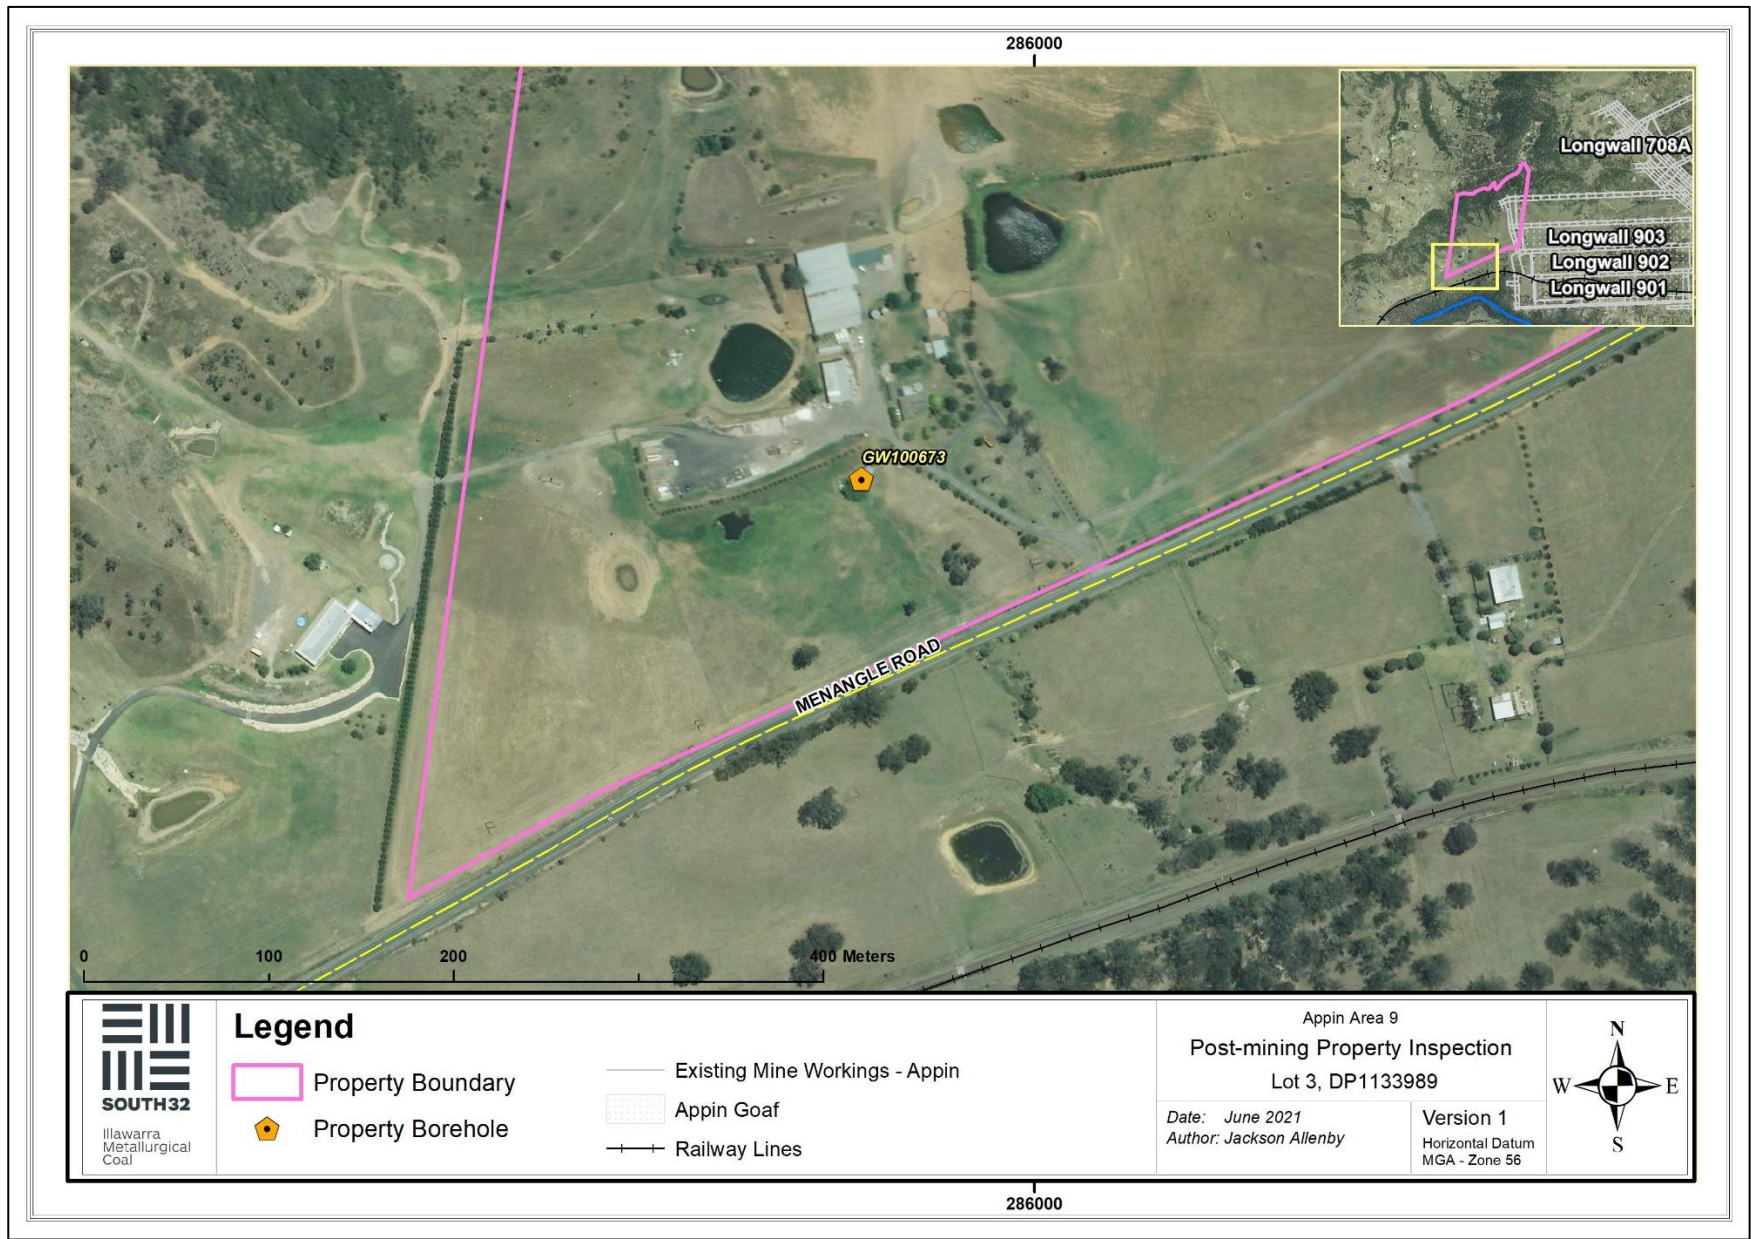 286000
Longwall 708A
Longwall 903
Longwall 902
Longwall 901
GW100673
MENANGLE ROAD
0 100 200 400 Meters
SOUTH32
Illawarra
Metallurgical
Coal
Legend
Property Boundary
Property Borehole
Existing Mine Workings - Appin
Appin Goaf
Railway Lines
Appin Area 9
Post-mining Property Inspection
Lot 3, DP1133989
Date: June 2021
Author: Jackson Allenby
Version 1
Horizontal Datum
MGA - Zone 56
N
W E
S
286000